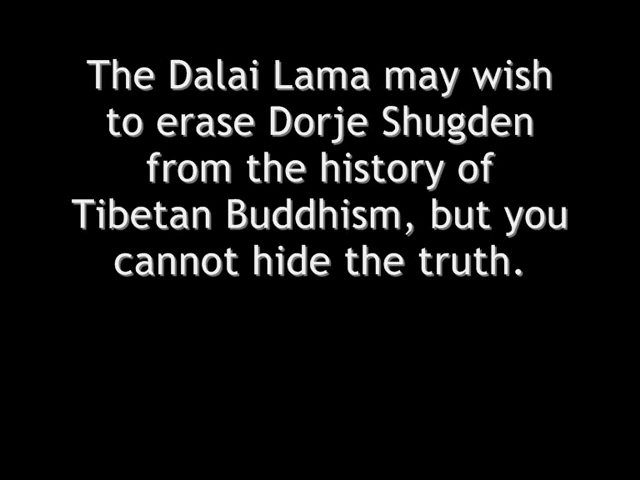 The Dalai Lama may wish
to erase Dorje Shugden
from the history of
Tibetan Buddhism, but you
cannot hide the truth.